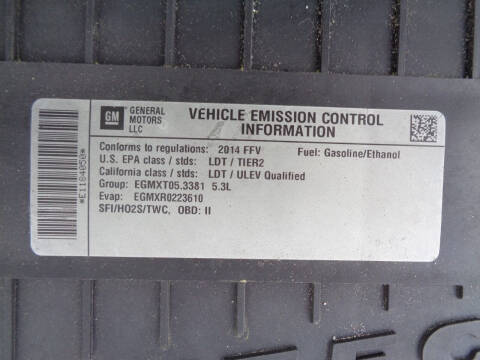 GM
GENERAL MOTORS LLC
VEHICLE EMISSION CONTROL INFORMATION
Conforms to regulations: 2014 FFV Fuel: Gasoline/Ethanol
U.S. EPA class / stds: LDT / TIER2
California class / stds: LDT / ULEV Qualified
Group: EGMXT05.3381 5.3L
Evap: EGMXR0223610
SFI/HO2S/TWC, OBD: II